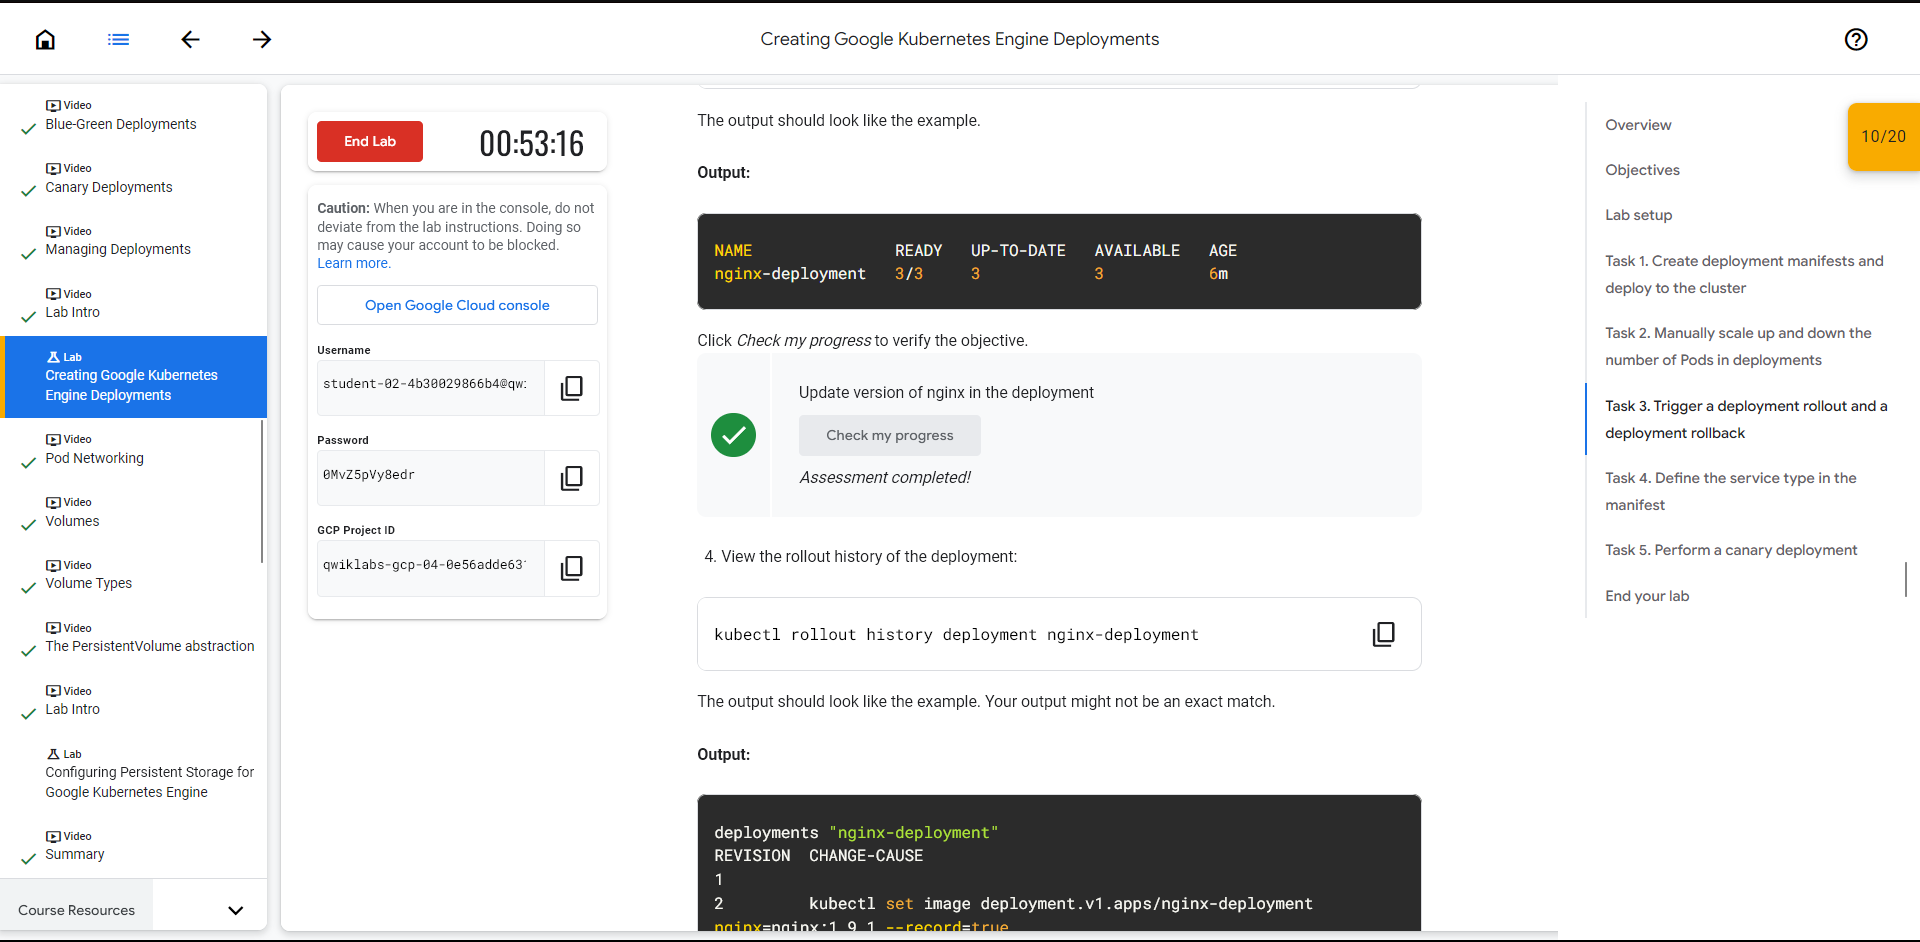 Creating Google Kubernetes Engine Deployments
Video
Blue-Green Deployments
Video
Canary Deployments
Video
Managing Deployments
Video
Lab Intro
Lab
Creating Google Kubernetes
Engine Deployments
Video
Pod Networking
Video
Volumes
Video
Volume Types
Video
The PersistentVolume abstraction
Video
Lab Intro
Lab
Configuring Persistent Storage for
Google Kubernetes Engine
Video
Summary
Course Resources
End Lab
00:53:16
Caution: When you are in the console, do not
deviate from the lab instructions. Doing so
may cause your account to be blocked.
Learn more.
Open Google Cloud console
Username
student-02-4b30029866b4@qw
Password
0MvZ5pVy8edr
GCP Project ID
qwiklabs-gcp-04-0e56adde63
The output should look like the example.
Output:
NAME READY UP-TO-DATE AVAILABLE AGE
nginx-deployment 3/3 3 3 6m
Click Check my progress to verify the objective.
Update version of nginx in the deployment
Check my progress
Assessment completed!
4. View the rollout history of the deployment:
kubectl rollout history deployment nginx-deployment
The output should look like the example. Your output might not be an exact match.
Output:
deployments "nginx-deployment"
REVISION CHANGE-CAUSE
1
2 kubectl set image deployment.v1.apps/nginx-deployment
nginx=nginx:1.9.1 --record=true
Overview
Objectives
Lab setup
Task 1. Create deployment manifests and
deploy to the cluster
Task 2. Manually scale up and down the
number of Pods in deployments
Task 3. Trigger a deployment rollout and a
deployment rollback
Task 4. Define the service type in the
manifest
Task 5. Perform a canary deployment
End your lab
10/20